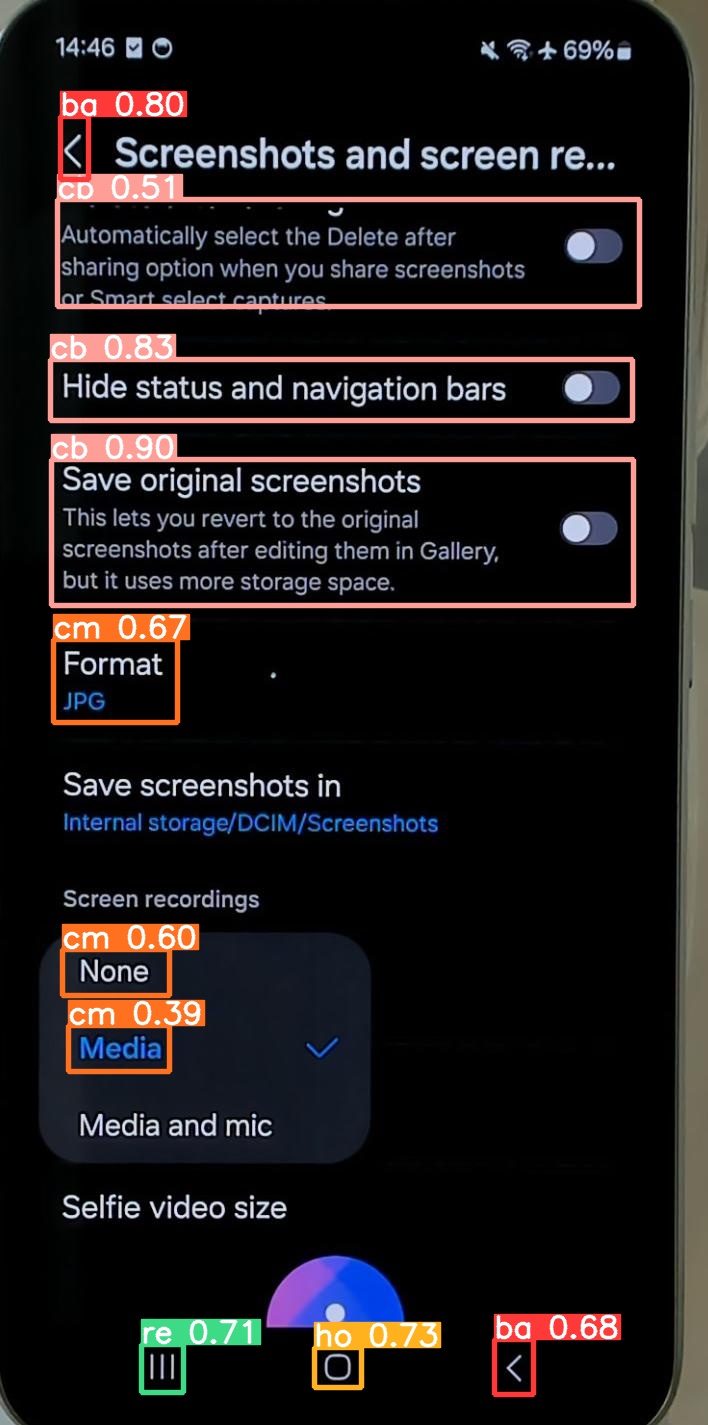 14:46 69%
ba 0.80
Screenshots and screen re...
cb 0.51
Automatically select the Delete after
sharing option when you share screenshots
or Smart select captures.
cb 0.83
Hide status and navigation bars
cb 0.90
Save original screenshots
This lets you revert to the original
screenshots after editing them in Gallery,
but it uses more storage space.
cm 0.67
Format
JPG
Save screenshots in
Internal storage/DCIM/Screenshots
Screen recordings
cm 0.60
None
cm 0.39
Media
Media and mic
Selfie video size
re 0.71
ho 0.73
ba 0.68